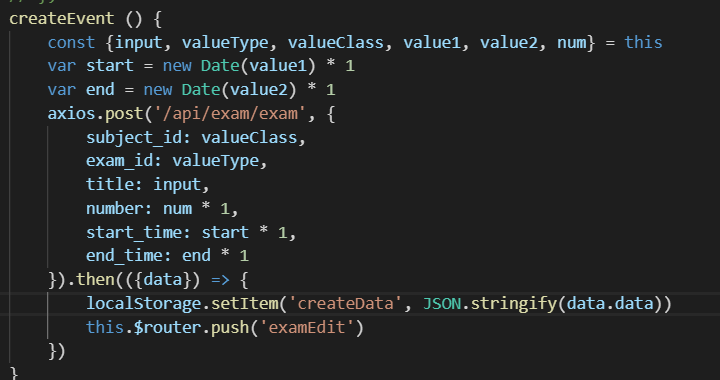 createEvent () {
const {input, valueType, valueClass, value1, value2, num} = this
var start = new Date(value1) * 1
var end = new Date(value2) * 1
axios.post('/api/exam/exam', {
subject_id: valueClass,
exam_id: valueType,
title: input,
number: num * 1,
start_time: start * 1,
end_time: end * 1
}).then(({data}) => {
localStorage.setItem('createData', JSON.stringify(data.data))
this.$router.push('examEdit')
})
}